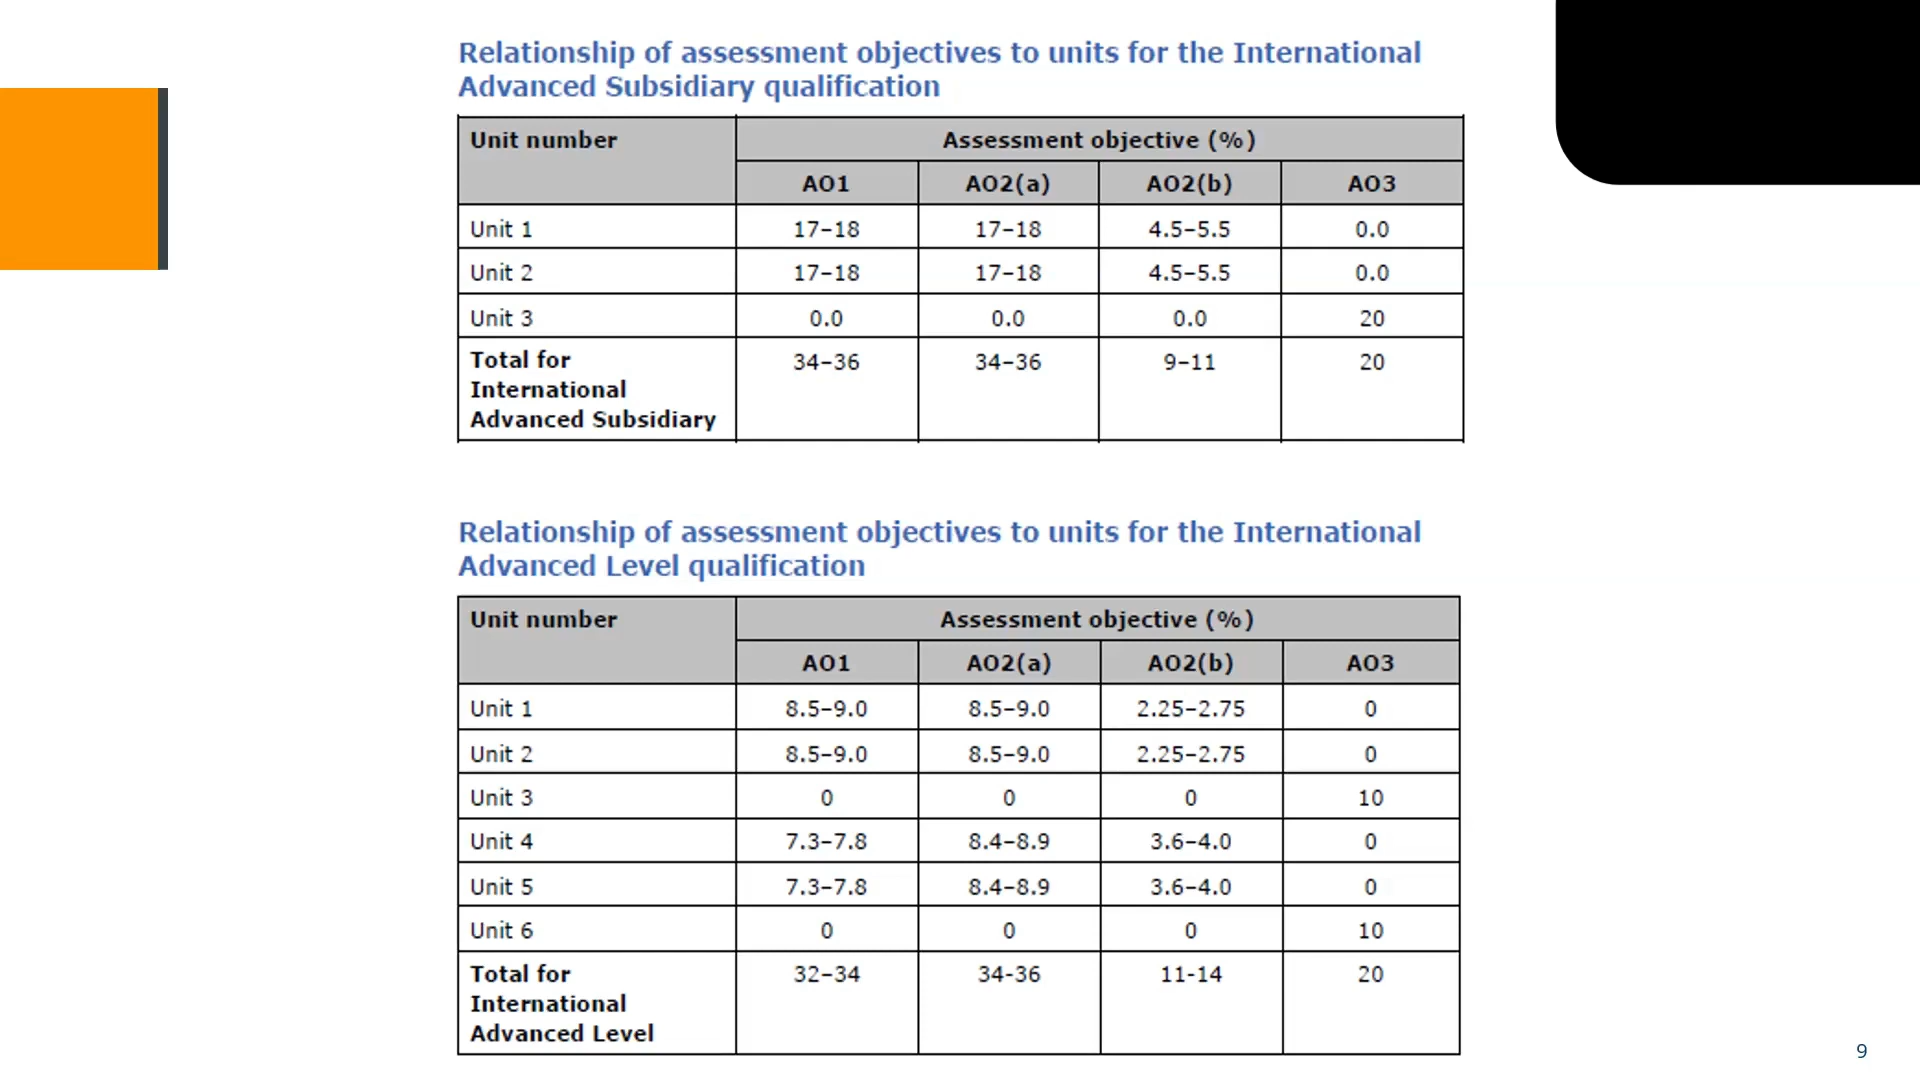 Relationship of assessment objectives to units for the International
Advanced Subsidiary qualification
Unit number Assessment objective (%)
AO1 AO2(a) AO2(b) AO3
Unit 1 17–18 17–18 4.5–5.5 0.0
Unit 2 17–18 17–18 4.5–5.5 0.0
Unit 3 0.0 0.0 0.0 20
Total for 34–36 34–36 9–11 20
International
Advanced Subsidiary
Relationship of assessment objectives to units for the International
Advanced Level qualification
Unit number Assessment objective (%)
AO1 AO2(a) AO2(b) AO3
Unit 1 8.5–9.0 8.5–9.0 2.25–2.75 0
Unit 2 8.5–9.0 8.5–9.0 2.25–2.75 0
Unit 3 0 0 0 10
Unit 4 7.3–7.8 8.4–8.9 3.6–4.0 0
Unit 5 7.3–7.8 8.4–8.9 3.6–4.0 0
Unit 6 0 0 0 10
Total for 32–34 34-36 11-14 20
International
Advanced Level
9